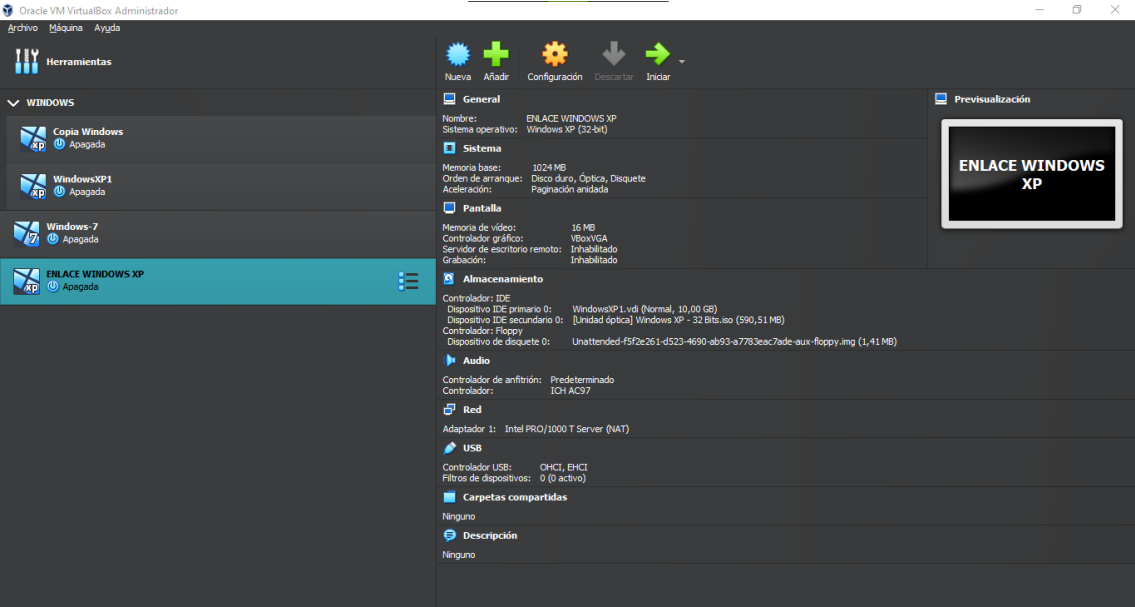 Oracle VM VirtualBox Administrador
Archivo Máquina Ayuda
Herramientas
Nueva Añadir Configuración Descartar Iniciar
WINDOWS
Copia Windows
Apagada
WindowsXP1
Apagada
Windows-7
Apagada
ENLACE WINDOWS XP
Apagada
General
Nombre: ENLACE WINDOWS XP
Sistema operativo: Windows XP (32-bit)
Sistema
Memoria base: 1024 MB
Orden de arranque: Disco duro, Óptica, Disquete
Aceleración: Paginación anidada
Pantalla
Memoria de vídeo: 16 MB
Controlador gráfico: VBoxVGA
Servidor de escritorio remoto: Inhabilitado
Grabación: Inhabilitado
Almacenamiento
Controlador: IDE
Dispositivo IDE primario 0: WindowsXP1.vdi (Normal, 10,00 GB)
Dispositivo IDE secundario 0: [Unidad óptica] Windows XP - 32 Bits.iso (590,51 MB)
Controlador: Floppy
Dispositivo de disquete 0: Unattended-f5f2e261-d523-4690-ab93-a7783eac7ade-aux-floppy.img (1,41 MB)
Audio
Controlador de anfitrión: Predeterminado
Controlador: ICH AC97
Red
Adaptador 1: Intel PRO/1000 T Server (NAT)
USB
Controlador USB: OHCI, EHCI
Filtros de dispositivos: 0 (0 activo)
Carpetas compartidas
Ninguno
Descripción
Ninguno
Previsualización
ENLACE WINDOWS
XP